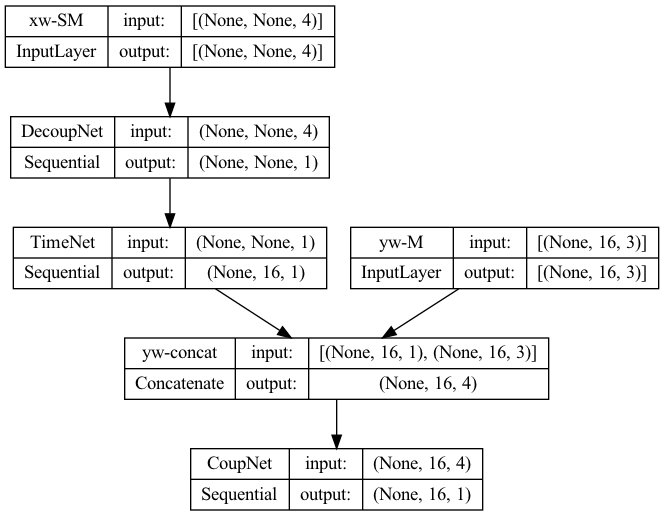 xw-SM input: [(None, None, 4)]
InputLayer output: [(None, None, 4)]
DecoupNet input: (None, None, 4)
Sequential output: (None, None, 1)
TimeNet input: (None, None, 1)
Sequential output: (None, 16, 1)
yw-M input: [(None, 16, 3)]
InputLayer output: [(None, 16, 3)]
yw-concat input: [(None, 16, 1), (None, 16, 3)]
Concatenate output: (None, 16, 4)
CoupNet input: (None, 16, 4)
Sequential output: (None, 16, 1)